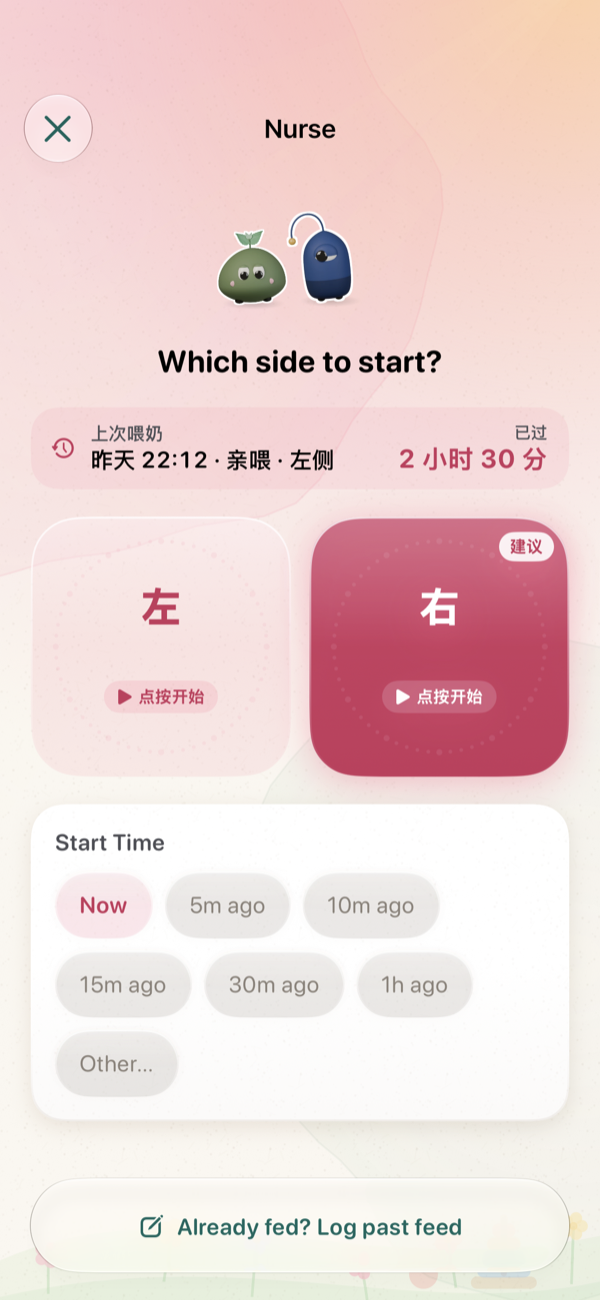 Nurse
Which side to start?
上次喂奶
昨天 22:12 · 亲喂 · 左侧
已过
2 小时 30 分
左
点按开始
建议
右
点按开始
Start Time
Now
5m ago
10m ago
15m ago
30m ago
1h ago
Other...
Already fed? Log past feed